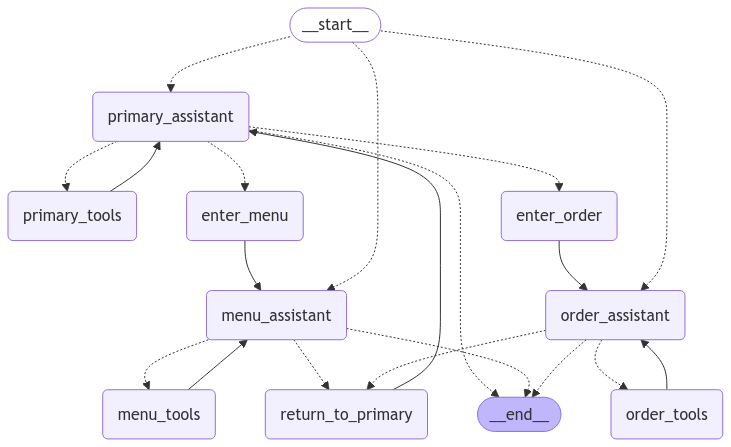 __start__
primary_assistant
primary_tools
enter_menu
enter_order
menu_assistant
order_assistant
menu_tools
return_to_primary
__end__
order_tools